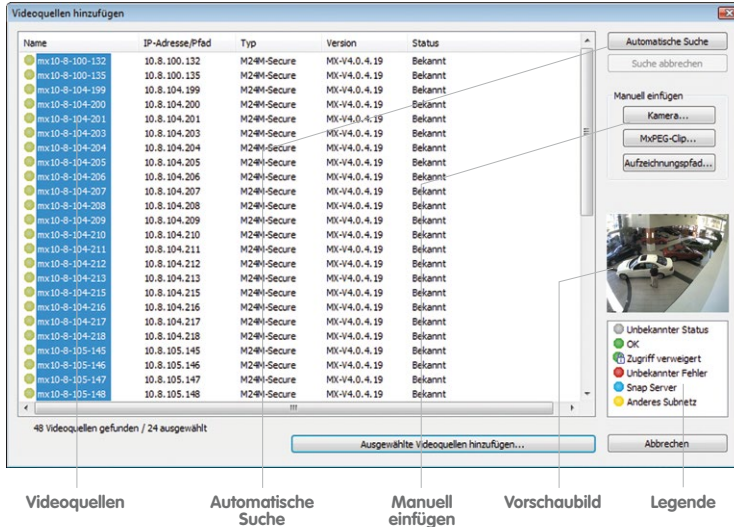 Videoquellen hinzufügen
Name IP-Adresse/Pfad Typ Version Status
mx10-8-100-132 10.8.100.132 M24M-Secure MX-V4.0.4.19 Bekannt
mx10-8-100-135 10.8.100.135 M24M-Secure MX-V4.0.4.19 Bekannt
mx10-8-104-199 10.8.104.199 M24M-Secure MX-V4.0.4.19 Bekannt
mx10-8-104-200 10.8.104.200 M24M-Secure MX-V4.0.4.19 Bekannt
mx10-8-104-201 10.8.104.201 M24M-Secure MX-V4.0.4.19 Bekannt
mx10-8-104-203 10.8.104.203 M24M-Secure MX-V4.0.4.19 Bekannt
mx10-8-104-204 10.8.104.204 M24M-Secure MX-V4.0.4.19 Bekannt
mx10-8-104-205 10.8.104.205 M24M-Secure MX-V4.0.4.19 Bekannt
mx10-8-104-206 10.8.104.206 M24M-Secure MX-V4.0.4.19 Bekannt
mx10-8-104-207 10.8.104.207 M24M-Secure MX-V4.0.4.19 Bekannt
mx10-8-104-208 10.8.104.208 M24M-Secure MX-V4.0.4.19 Bekannt
mx10-8-104-209 10.8.104.209 M24M-Secure MX-V4.0.4.19 Bekannt
mx10-8-104-210 10.8.104.210 M24M-Secure MX-V4.0.4.19 Bekannt
mx10-8-104-211 10.8.104.211 M24M-Secure MX-V4.0.4.19 Bekannt
mx10-8-104-212 10.8.104.212 M24M-Secure MX-V4.0.4.19 Bekannt
mx10-8-104-213 10.8.104.213 M24M-Secure MX-V4.0.4.19 Bekannt
mx10-8-104-215 10.8.104.215 M24M-Secure MX-V4.0.4.19 Bekannt
mx10-8-104-216 10.8.104.216 M24M-Secure MX-V4.0.4.19 Bekannt
mx10-8-104-217 10.8.104.217 M24M-Secure MX-V4.0.4.19 Bekannt
mx10-8-104-218 10.8.104.218 M24M-Secure MX-V4.0.4.19 Bekannt
mx10-8-105-145 10.8.105.145 M24M-Secure MX-V4.0.4.19 Bekannt
mx10-8-105-146 10.8.105.146 M24M-Secure MX-V4.0.4.19 Bekannt
mx10-8-105-147 10.8.105.147 M24M-Secure MX-V4.0.4.19 Bekannt
mx10-8-105-148 10.8.105.148 M24M-Secure MX-V4.0.4.19 Bekannt
48 Videoquellen gefunden / 24 ausgewählt
Ausgewählte Videoquellen hinzufügen...
Automatische Suche
Suche abbrechen
Manuell einfügen
Kamera...
MxPEG-Clip...
Aufzeichnungspfad...
Unbekannter Status
OK
Zugriff verweigert
Unbekannter Fehler
Snap Server
Anderes Subnetz
Abbrechen
Videoquellen
Automatische
Suche
Manuell
einfügen
Vorschaubild
Legende